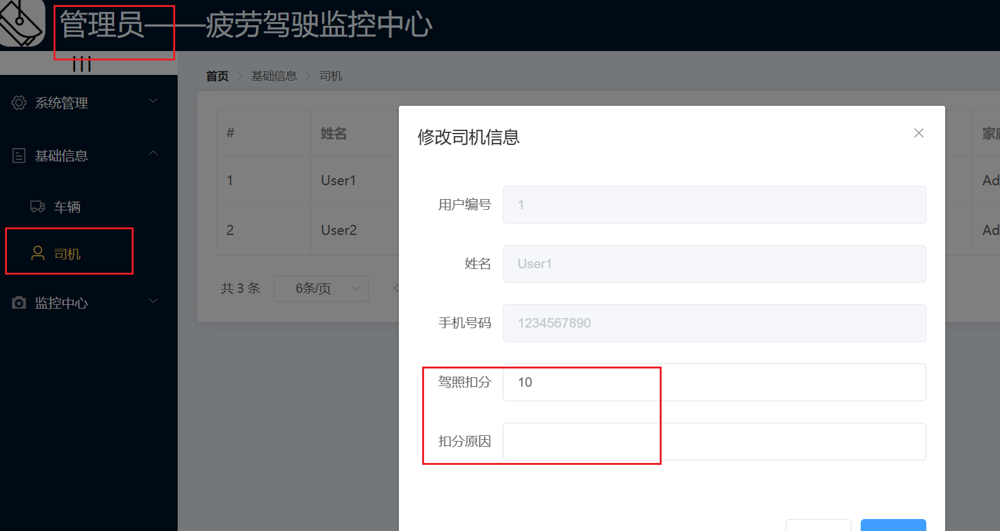 管理员——疲劳驾驶监控中心
首页 > 基础信息 > 司机
系统管理
基础信息
车辆
司机
监控中心
# 姓名 家
1 User1 Ad
2 User2 Ad
共 3 条 6条/页
修改司机信息
用户编号 1
姓名 User1
手机号码 1234567890
驾照扣分 10
扣分原因